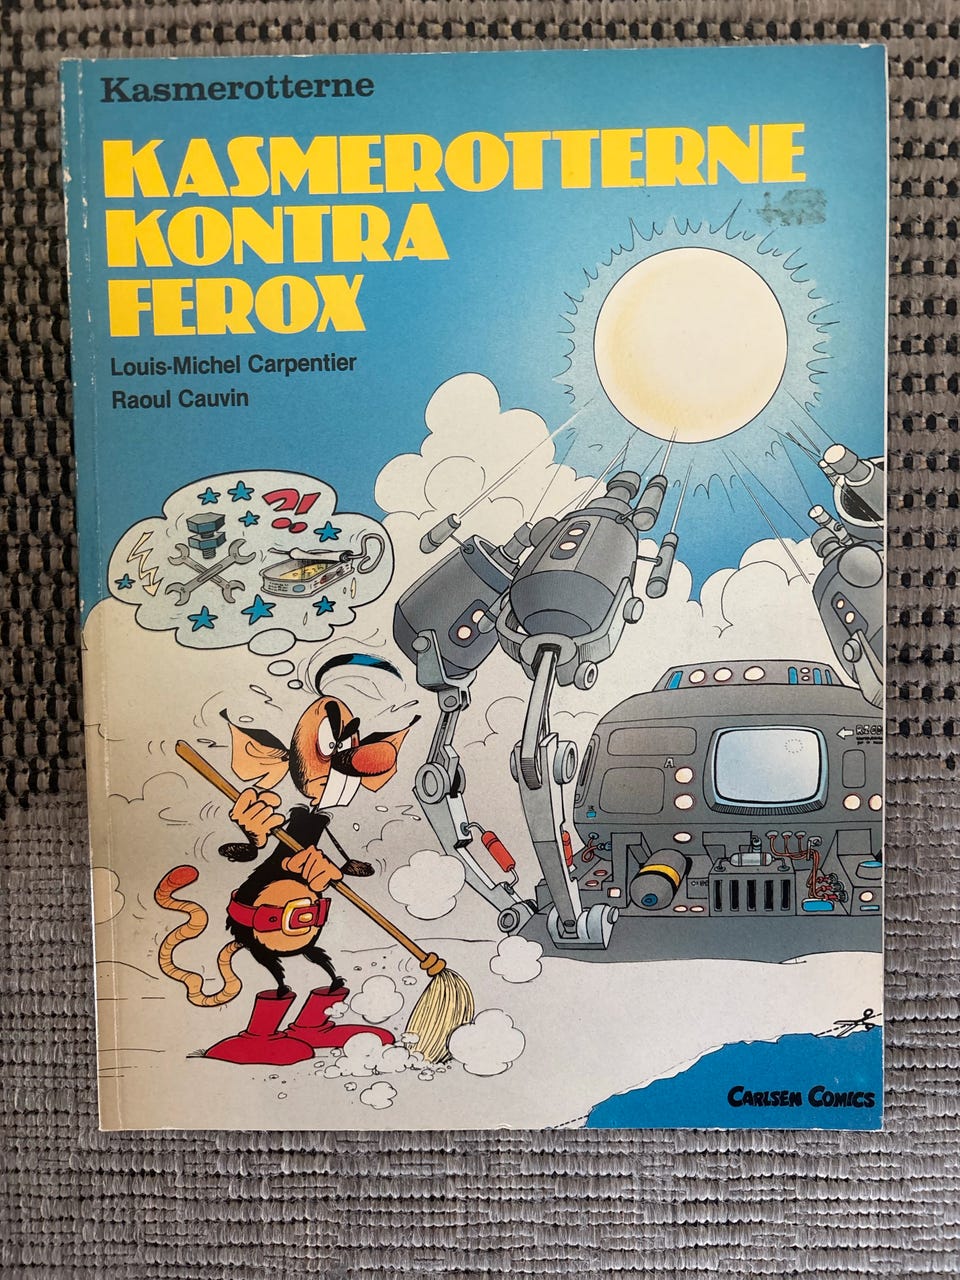 Kasmerotterne
KASMEROTTERNE
KONTRA
FEROX
Louis-Michel Carpentier
Raoul Cauvin
?!
A
CARLSEN COMICS